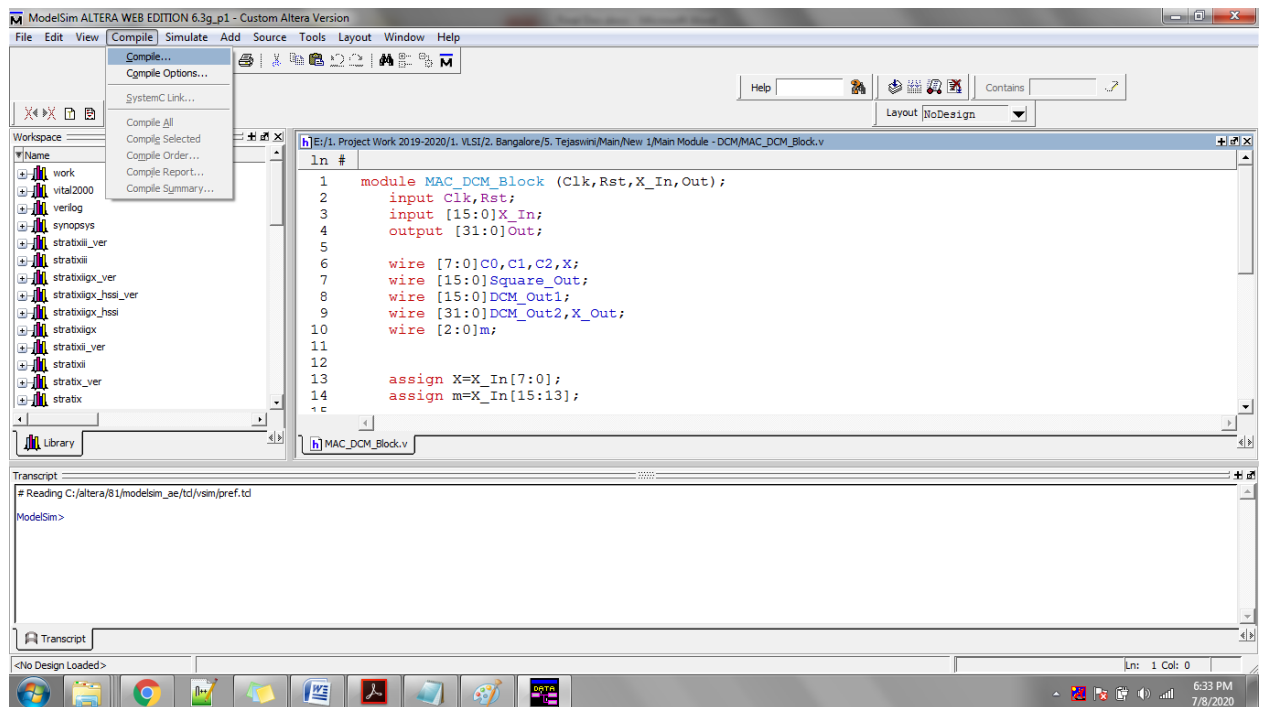 ModelSim ALTERA WEB EDITION 6.3g_p1 - Custom Altera Version
File Edit View Compile Simulate Add Source Tools Layout Window Help
Compile...
Compile Options...
SystemC Link...
Compile All
Compile Selected
Compile Order...
Compile Report...
Compile Summary...
Help
Contains
Layout NoDesign
Workspace
Name
work
vital2000
verilog
synopsys
stratixiii_ver
stratixiii
stratixiigx_ver
stratixiigx_hssi_ver
stratixiigx_hssi
stratixiigx
stratixii_ver
stratixii
stratix_ver
stratix
Library
E:/1. Project Work 2019-2020/1. VLSI/2. Bangalore/5. Tejaswini/Main/New 1/Main Module - DCM/MAC_DCM_Block.v
ln #
1 module MAC_DCM_Block (Clk,Rst,X_In,Out);
2 input Clk,Rst;
3 input [15:0]X_In;
4 output [31:0]Out;
5
6 wire [7:0]C0,C1,C2,X;
7 wire [15:0]Square_Out;
8 wire [15:0]DCM_Out1;
9 wire [31:0]DCM_Out2,X_Out;
10 wire [2:0]m;
11
12
13 assign X=X_In[7:0];
14 assign m=X_In[15:13];
15
MAC_DCM_Block.v
Transcript
# Reading C:/altera/81/modelsim_ae/tcl/vsim/pref.tcl
ModelSim>
Transcript
<No Design Loaded>
Ln: 1 Col: 0
DATA
6:33 PM
7/8/2020